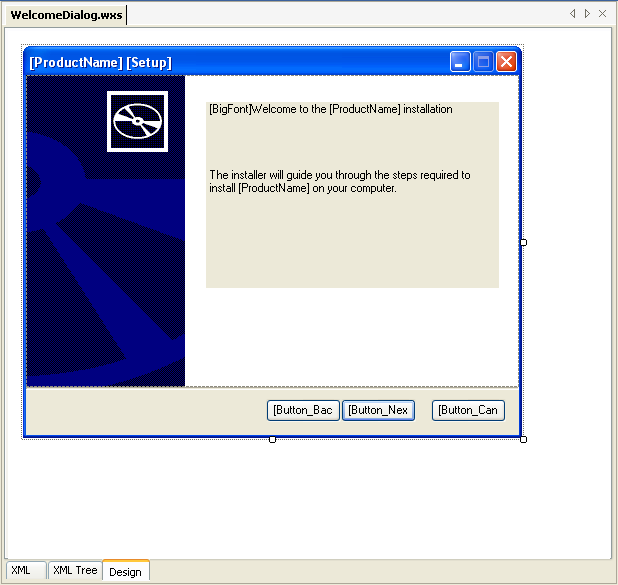 WelcomeDialog.wxs
[ProductName] [Setup]
[BigFont]Welcome to the [ProductName] installation
The installer will guide you through the steps required to
install [ProductName] on your computer.
[Button_Bac
[Button_Nex
[Button_Can
XML
XML Tree
Design